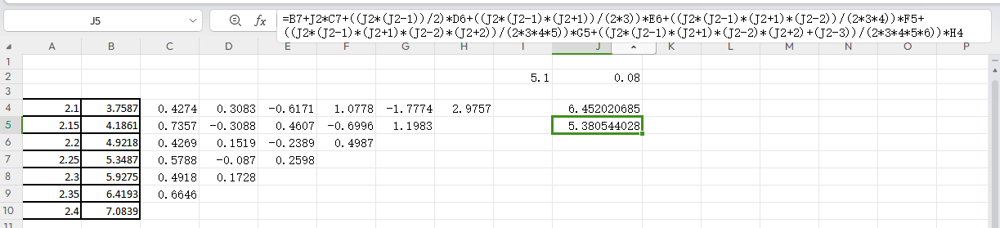 J5 fx =B7+J2*C7+((J2*(J2-1))/2)*D6+((J2*(J2-1)*(J2+1))/(2*3))*E6+((J2*(J2-1)*(J2+1)*(J2-2))/(2*3*4))*F5+
((J2*(J2-1)*(J2+1)*(J2-2)*(J2+2))/(2*3*4*5))*G5+((J2*(J2-1)*(J2+1)*(J2-2)*(J2+2)+(J2-3))/(2*3*4*5*6))*H4
A B C D E F G H I J K L M N O P
1
2 5.1 0.08
3
4 2.1 3.7587 0.4274 0.3083 -0.6171 1.0778 -1.7774 2.9757 6.452020685
5 2.15 4.1861 0.7357 -0.3088 0.4607 -0.6996 1.1983 5.380544028
6 2.2 4.9218 0.4269 0.1519 -0.2389 0.4987
7 2.25 5.3487 0.5788 -0.087 0.2598
8 2.3 5.9275 0.4918 0.1728
9 2.35 6.4193 0.6646
10 2.4 7.0839
11